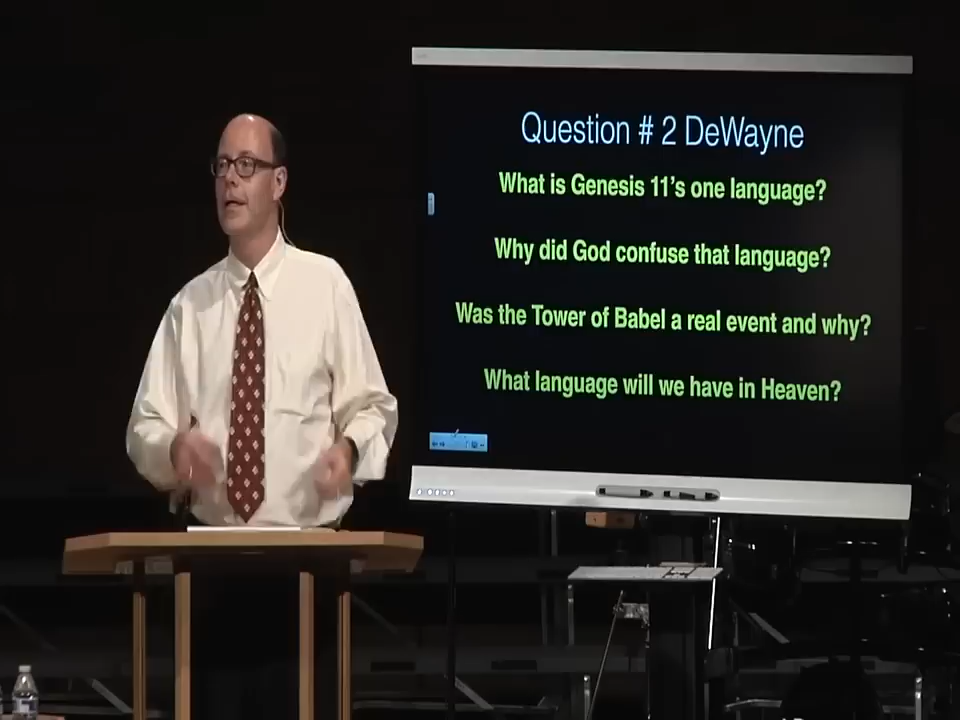 Question # 2 DeWayne
What is Genesis 11's one language?
Why did God confuse that language?
Was the Tower of Babel a real event and why?
What language will we have in Heaven?